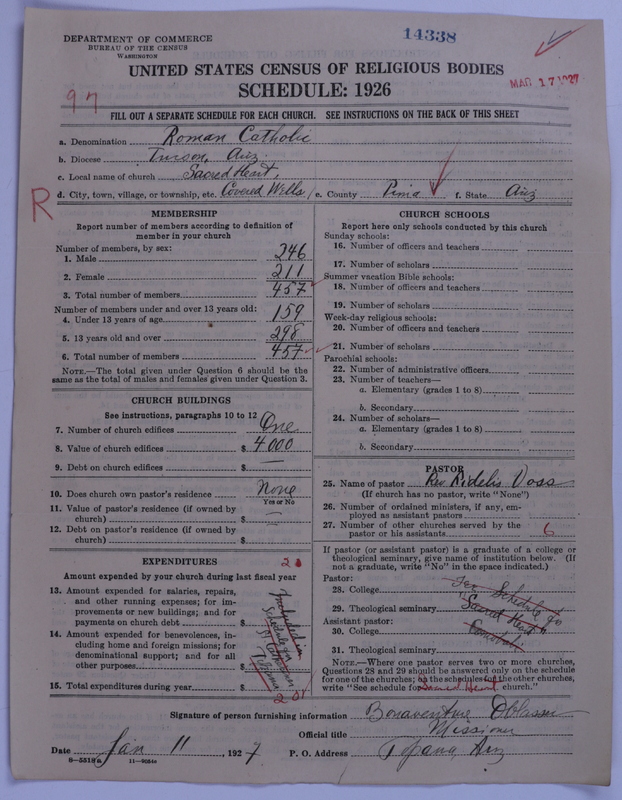 DEPARTMENT OF COMMERCE
BUREAU OF THE CENSUS
WASHINGTON
14338
UNITED STATES CENSUS OF RELIGIOUS BODIES
SCHEDULE: 1926
MAR 17 1927
97
FILL OUT A SEPARATE SCHEDULE FOR EACH CHURCH. SEE INSTRUCTIONS ON THE BACK OF THIS SHEET
a. Denomination Roman Catholic
b. Diocese Tucson, Ariz.
c. Local name of church Sacred Heart,
d. City, town, village, or township, etc. Covered Wells e. County Pima f. State Ariz
R
MEMBERSHIP
Report number of members according to definition of
member in your church
Number of members, by sex:
1. Male 246
2. Female 211
3. Total number of members 457
Number of members under and over 13 years old:
4. Under 13 years of age 159
5. 13 years old and over 298
6. Total number of members 457
NOTE.—The total given under Question 6 should be the
same as the total of males and females given under Question 3.
CHURCH BUILDINGS
See instructions, paragraphs 10 to 12
7. Number of church edifices One
8. Value of church edifices $ 4000
9. Debt on church edifices $ —
10. Does church own pastor's residence None
Yes or No
11. Value of pastor's residence (if owned by
church) $
12. Debt on pastor's residence (if owned by
church) $
EXPENDITURES
Amount expended by your church during last fiscal year
13. Amount expended for salaries, repairs,
and other running expenses; for im-
provements or new buildings; and for
payments on church debt $
14. Amount expended for benevolences, in-
cluding home and foreign missions; for
denominational support; and for all
other purposes $
15. Total expenditures during year $
Included in
Schedule for
St Catherine
CHURCH SCHOOLS
Report here only schools conducted by this church
Sunday schools:
16. Number of officers and teachers
17. Number of scholars
Summer vacation Bible schools:
18. Number of officers and teachers
19. Number of scholars
Week-day religious schools:
20. Number of officers and teachers
21. Number of scholars
Parochial schools:
22. Number of administrative officers
23. Number of teachers—
a. Elementary (grades 1 to 8)
b. Secondary
24. Number of scholars—
a. Elementary (grades 1 to 8)
b. Secondary
PASTOR
25. Name of pastor Rev. Fidelis Voss
(If church has no pastor, write "None")
26. Number of ordained ministers, if any, em-
ployed as assistant pastors
27. Number of other churches served by the
pastor or his assistants 6
If pastor (or assistant pastor) is a graduate of a college or
theological seminary, give name of institution below. (If
not a graduate, write "No" in the space indicated.)
Pastor:
28. College See Schedule for
29. Theological seminary "Sacred Heart"
Assistant pastor:
30. College
31. Theological seminary
NOTE.—Where one pastor serves two or more churches,
Questions 28 and 29 should be answered only on the schedule
for one of the churches; on the schedules for the other churches,
write "See schedule for Sacred Heart church."
Signature of person furnishing information Bonaventure Oblasser
Official title Missioner
Date Jan 11, 1927 P. O. Address Topawa, Ariz
8-5519a 11-9084a